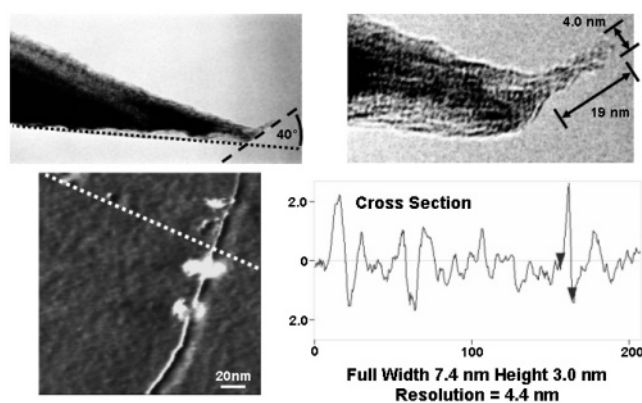 40°
4.0 nm
19 nm
20nm
Cross Section
2.0
0
2.0
0
100
200
Full Width 7.4 nm Height 3.0 nm
Resolution = 4.4 nm